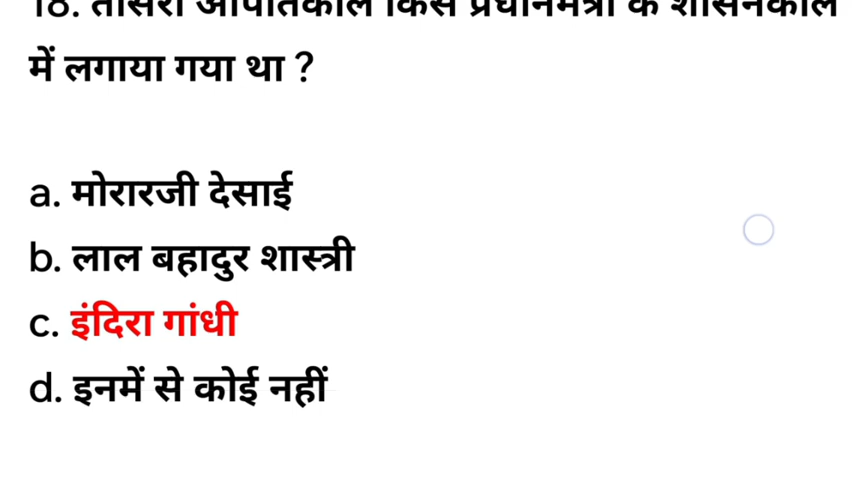 18. तीसरा आपातकाल किस प्रधानमंत्री के शासनकाल
में लगाया गया था ?
a. मोरारजी देसाई
b. लाल बहादुर शास्त्री
c. इंदिरा गांधी
d. इनमें से कोई नहीं